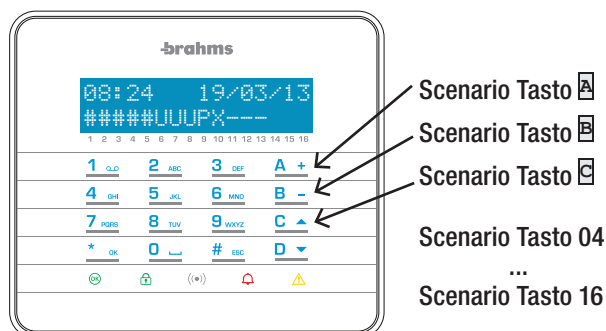 brahms
08:24 19/03/13
#####UUUPX---
1 2 3 4 5 6 7 8 9 10 11 12 13 14 15 16
1 2 ABC 3 DEF A +
4 GHI 5 JKL 6 MNO B -
7 PQRS 8 TUV 9 WXYZ C
* OK 0 # ESC D
OK
Scenario Tasto A
Scenario Tasto B
Scenario Tasto C
Scenario Tasto 04
...
Scenario Tasto 16